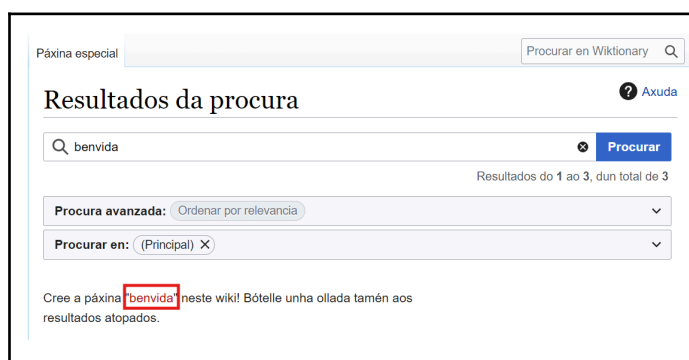 Páxina especial
Procurar en Wiktionary
Resultados da procura
Axuda
benvida
Procurar
Resultados do 1 ao 3, dun total de 3
Procura avanzada: Ordenar por relevancia
Procurar en: (Principal)
Cree a páxina "benvida" neste wiki! Bótelle unha ollada tamén aos
resultados atopados.